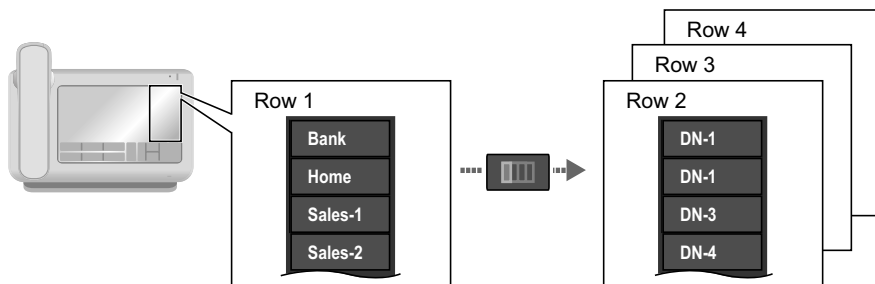 Row 1
Bank
Home
Sales-1
Sales-2
Row 4
Row 3
Row 2
DN-1
DN-1
DN-3
DN-4